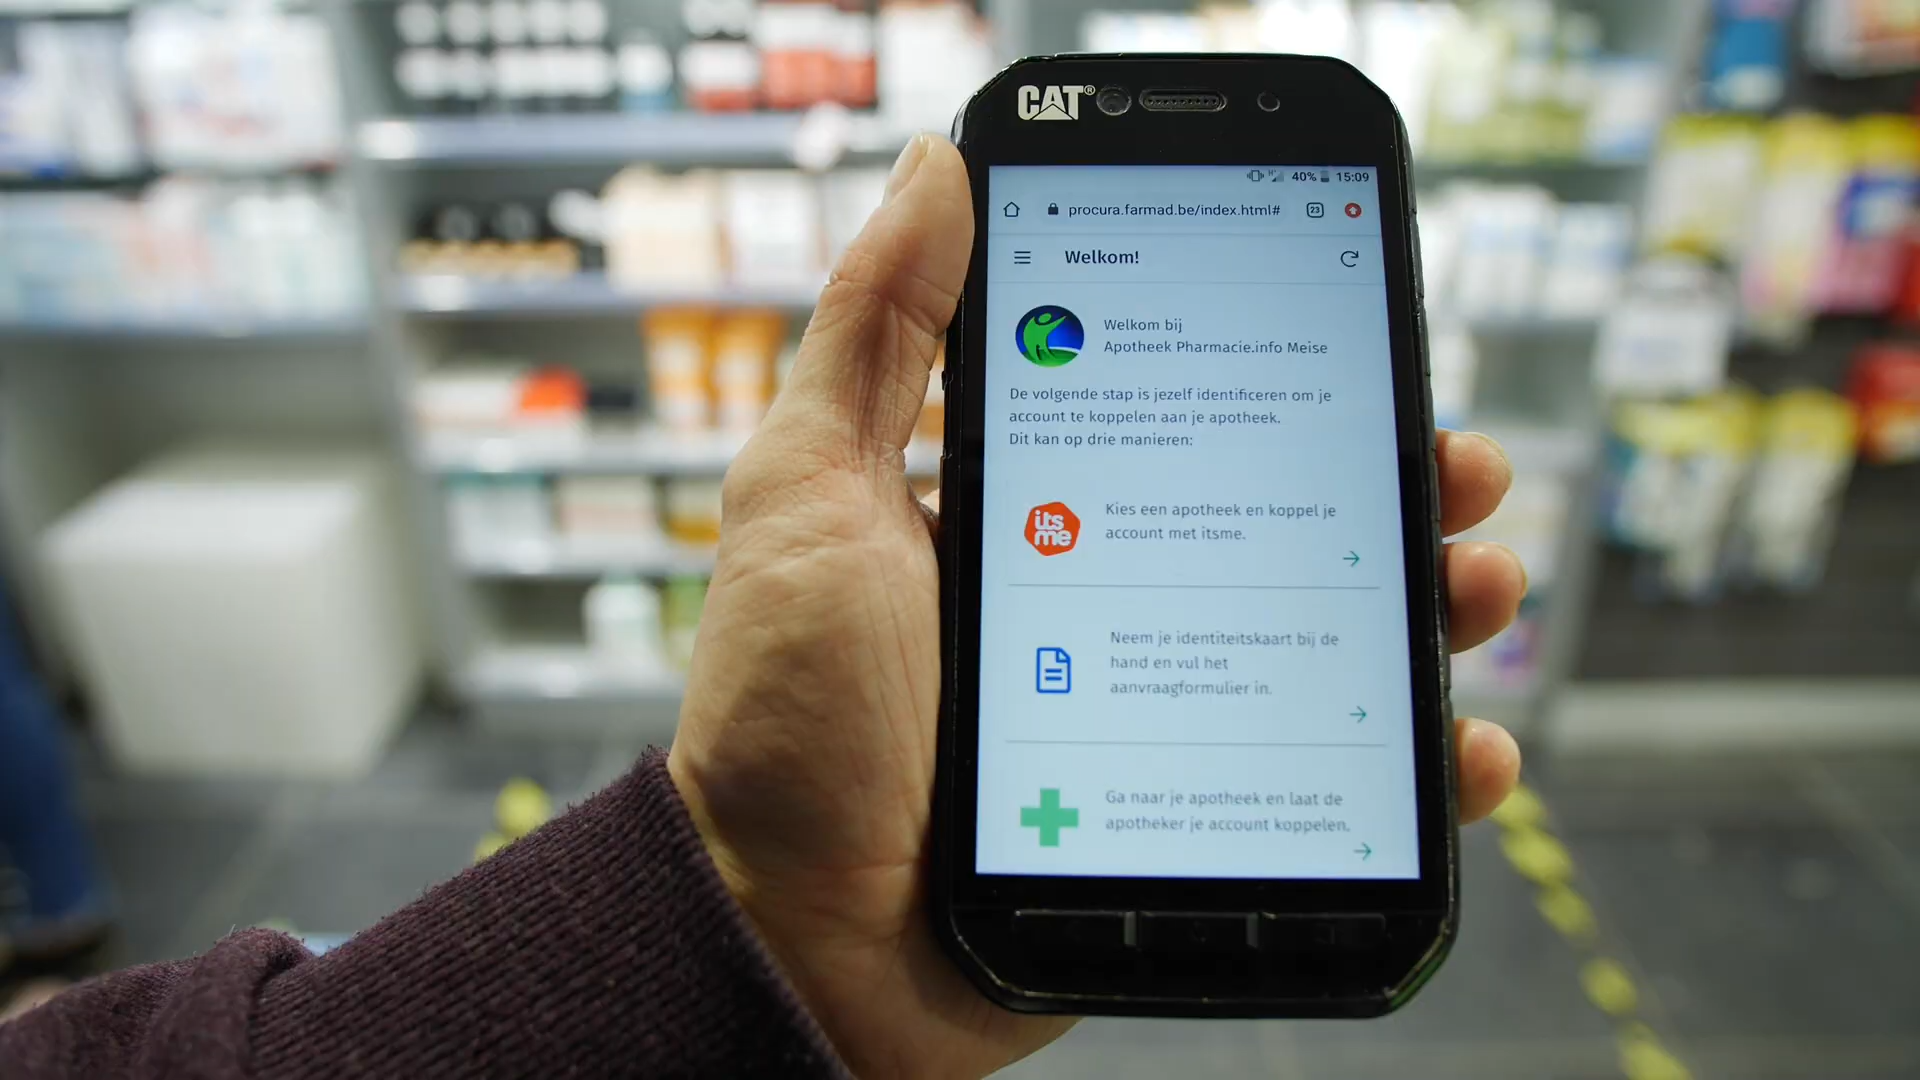 CAT®
40% 15:09
procura.farmad.be/index.html# 23
Welkom!
Welkom bij
Apotheek Pharmacie.info Meise
De volgende stap is jezelf identificeren om je
account te koppelen aan je apotheek.
Dit kan op drie manieren:
its
me
Kies een apotheek en koppel je
account met itsme.
Neem je identiteitskaart bij de
hand en vul het
aanvraagformulier in.
Ga naar je apotheek en laat de
apotheker je account koppelen.